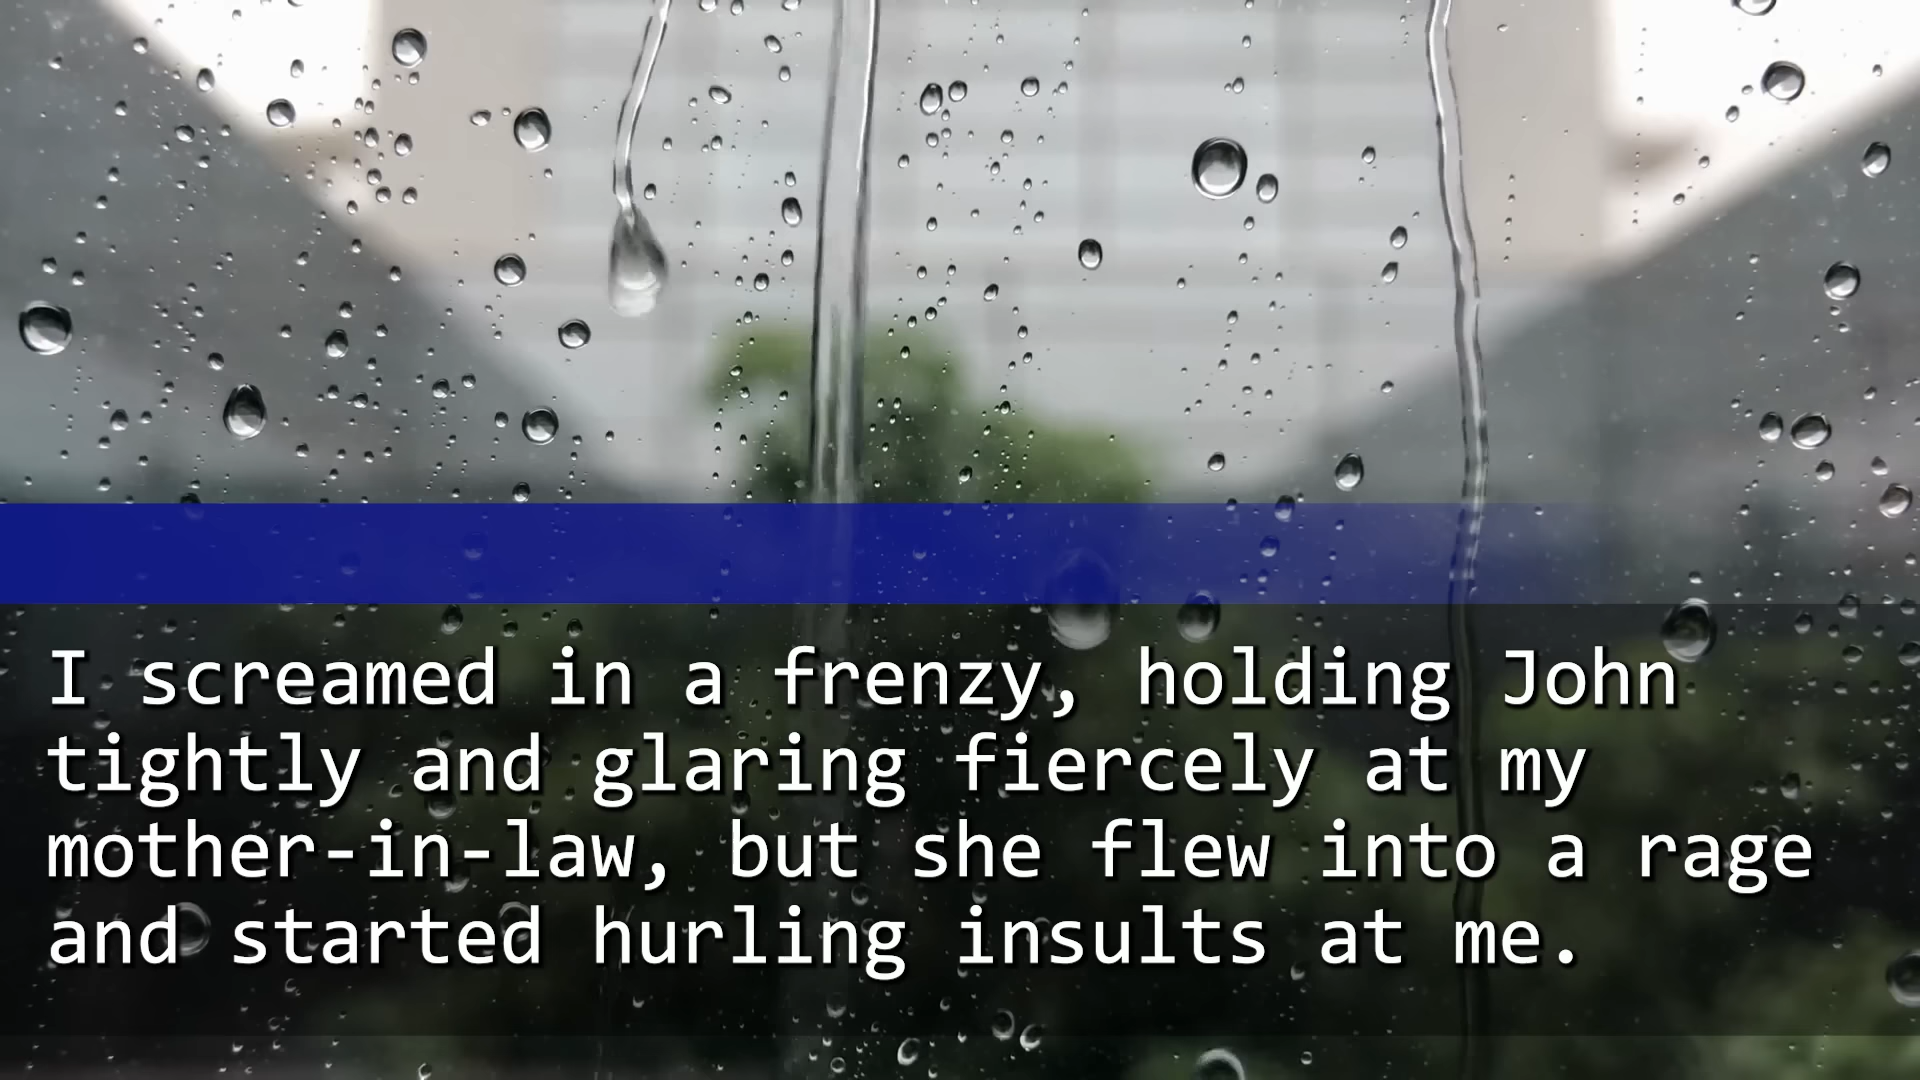 I screamed in a frenzy, holding John
tightly and glaring fiercely at my
mother-in-law, but she flew into a rage
and started hurling insults at me.